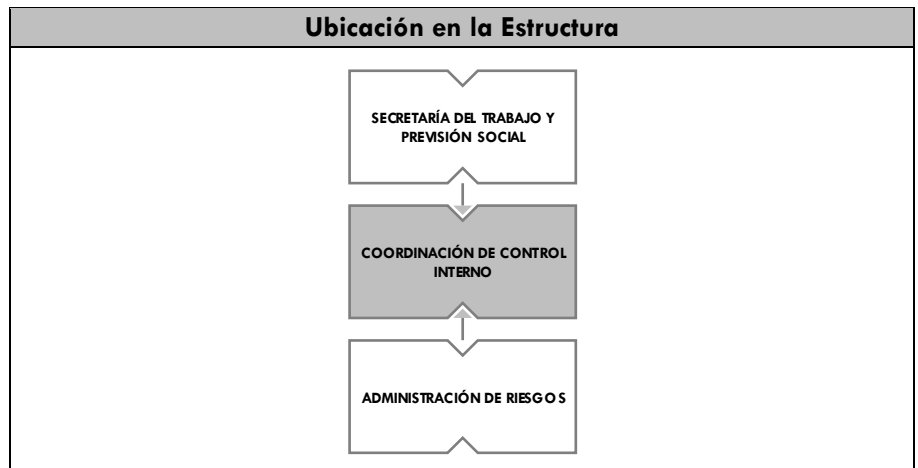 Ubicación en la Estructura
SECRETARÍA DEL TRABAJO Y
PREVISIÓN SOCIAL
COORDINACIÓN DE CONTROL
INTERNO
ADMINISTRACIÓN DE RIESGOS